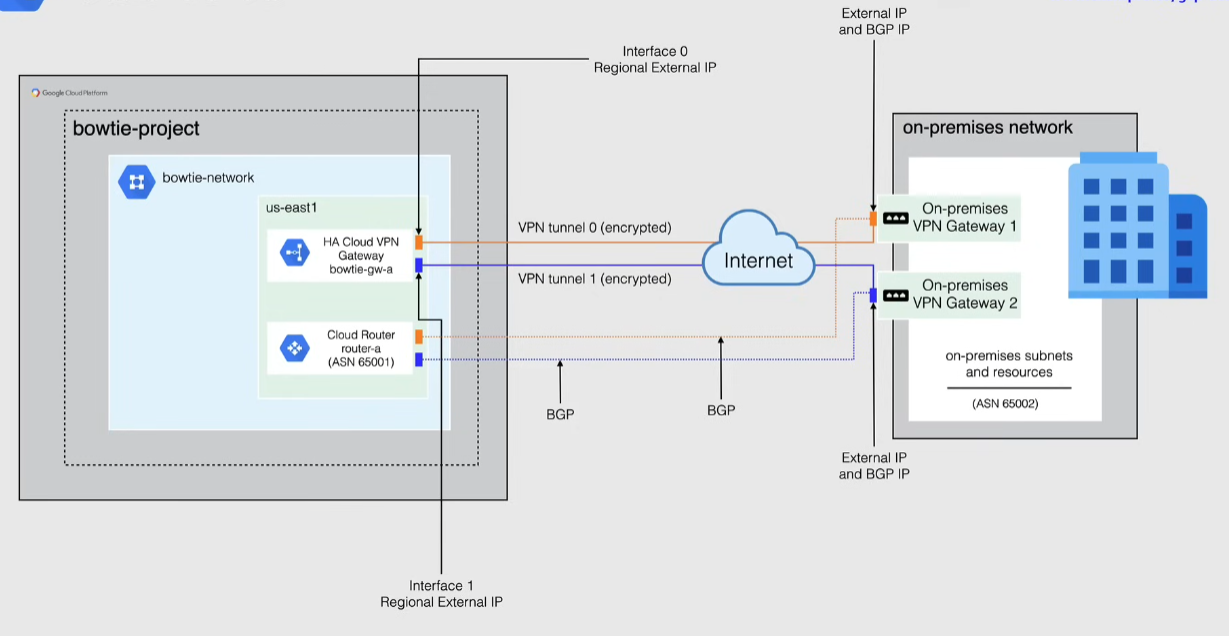 External IP
and BGP IP
Interface 0
Regional External IP
Google Cloud Platform
bowtie-project
on-premises network
bowtie-network
us-east1
On-premises
VPN Gateway 1
VPN tunnel 0 (encrypted)
HA Cloud VPN
Gateway
bowtie-gw-a
Internet
VPN tunnel 1 (encrypted)
On-premises
VPN Gateway 2
Cloud Router
router-a
(ASN 65001)
on-premises subnets
and resources
(ASN 65002)
BGP
BGP
External IP
and BGP IP
Interface 1
Regional External IP